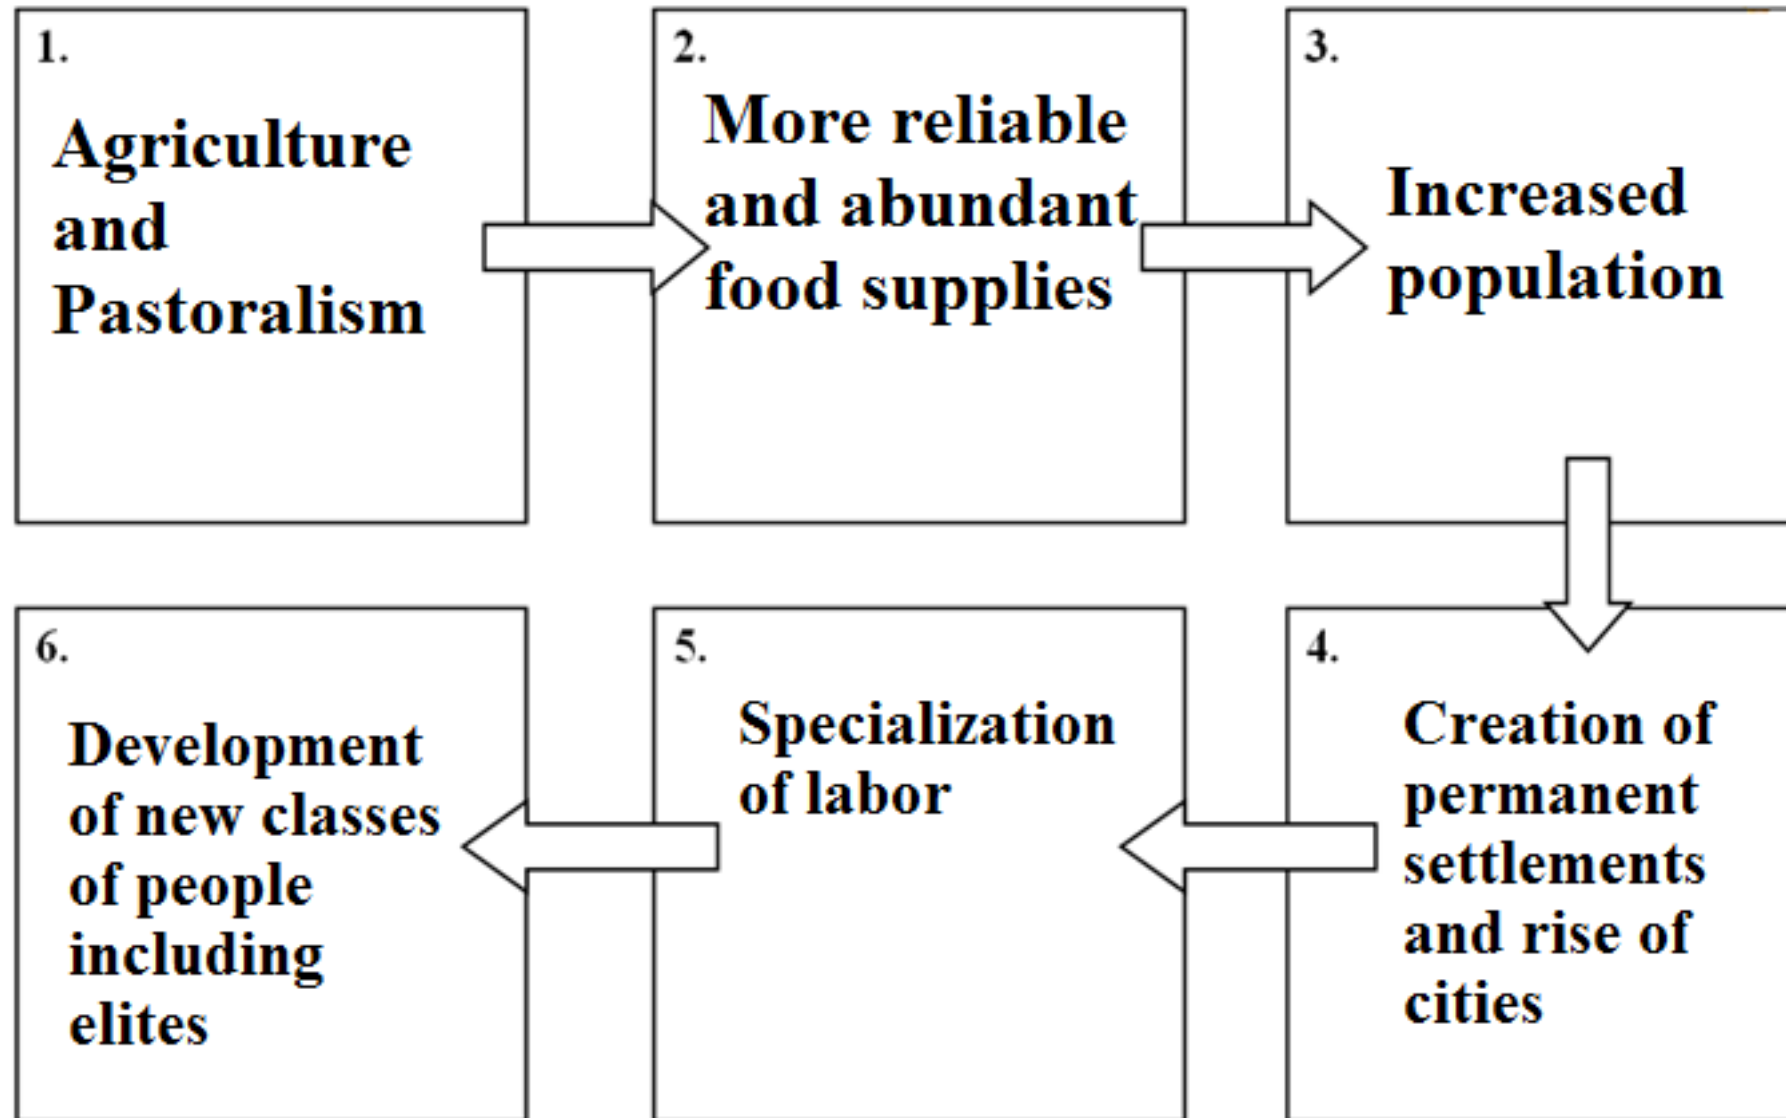 1.
Agriculture
and
Pastoralism
2.
More reliable
and abundant
food supplies
3.
Increased
population
4.
Creation of
permanent
settlements
and rise of
cities
5.
Specialization
of labor
6.
Development
of new classes
of people
including
elites